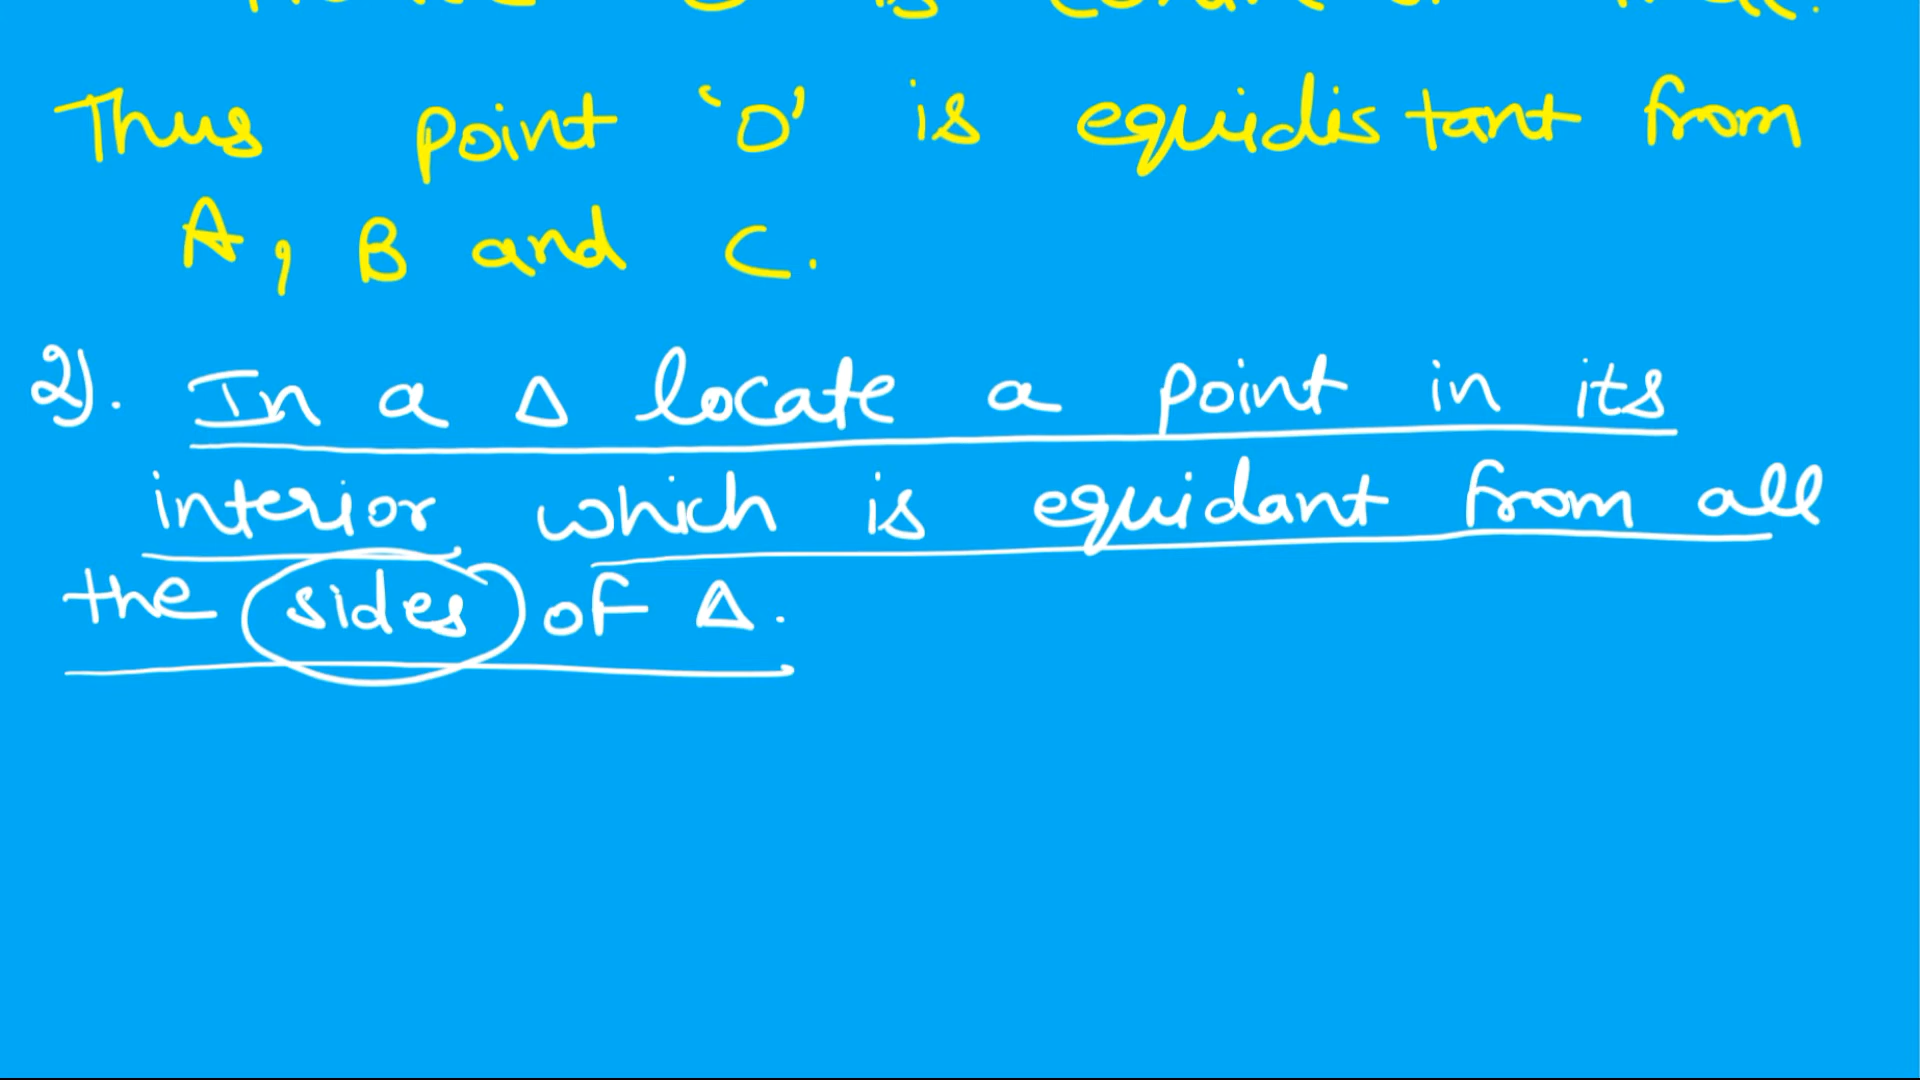 Thus point 'O' is equidistant from
A, B and C.
2). In a Δ locate a point in its
interior which is equidant from all
the sides of Δ.